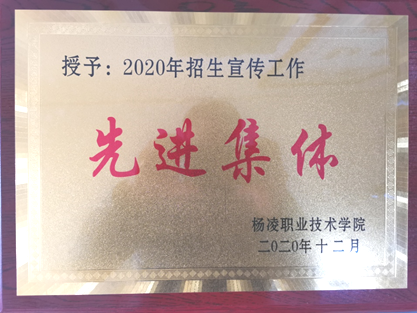 授予：2020年招生宣传工作
先进集体
杨凌职业技术学院
二〇二〇年十二月